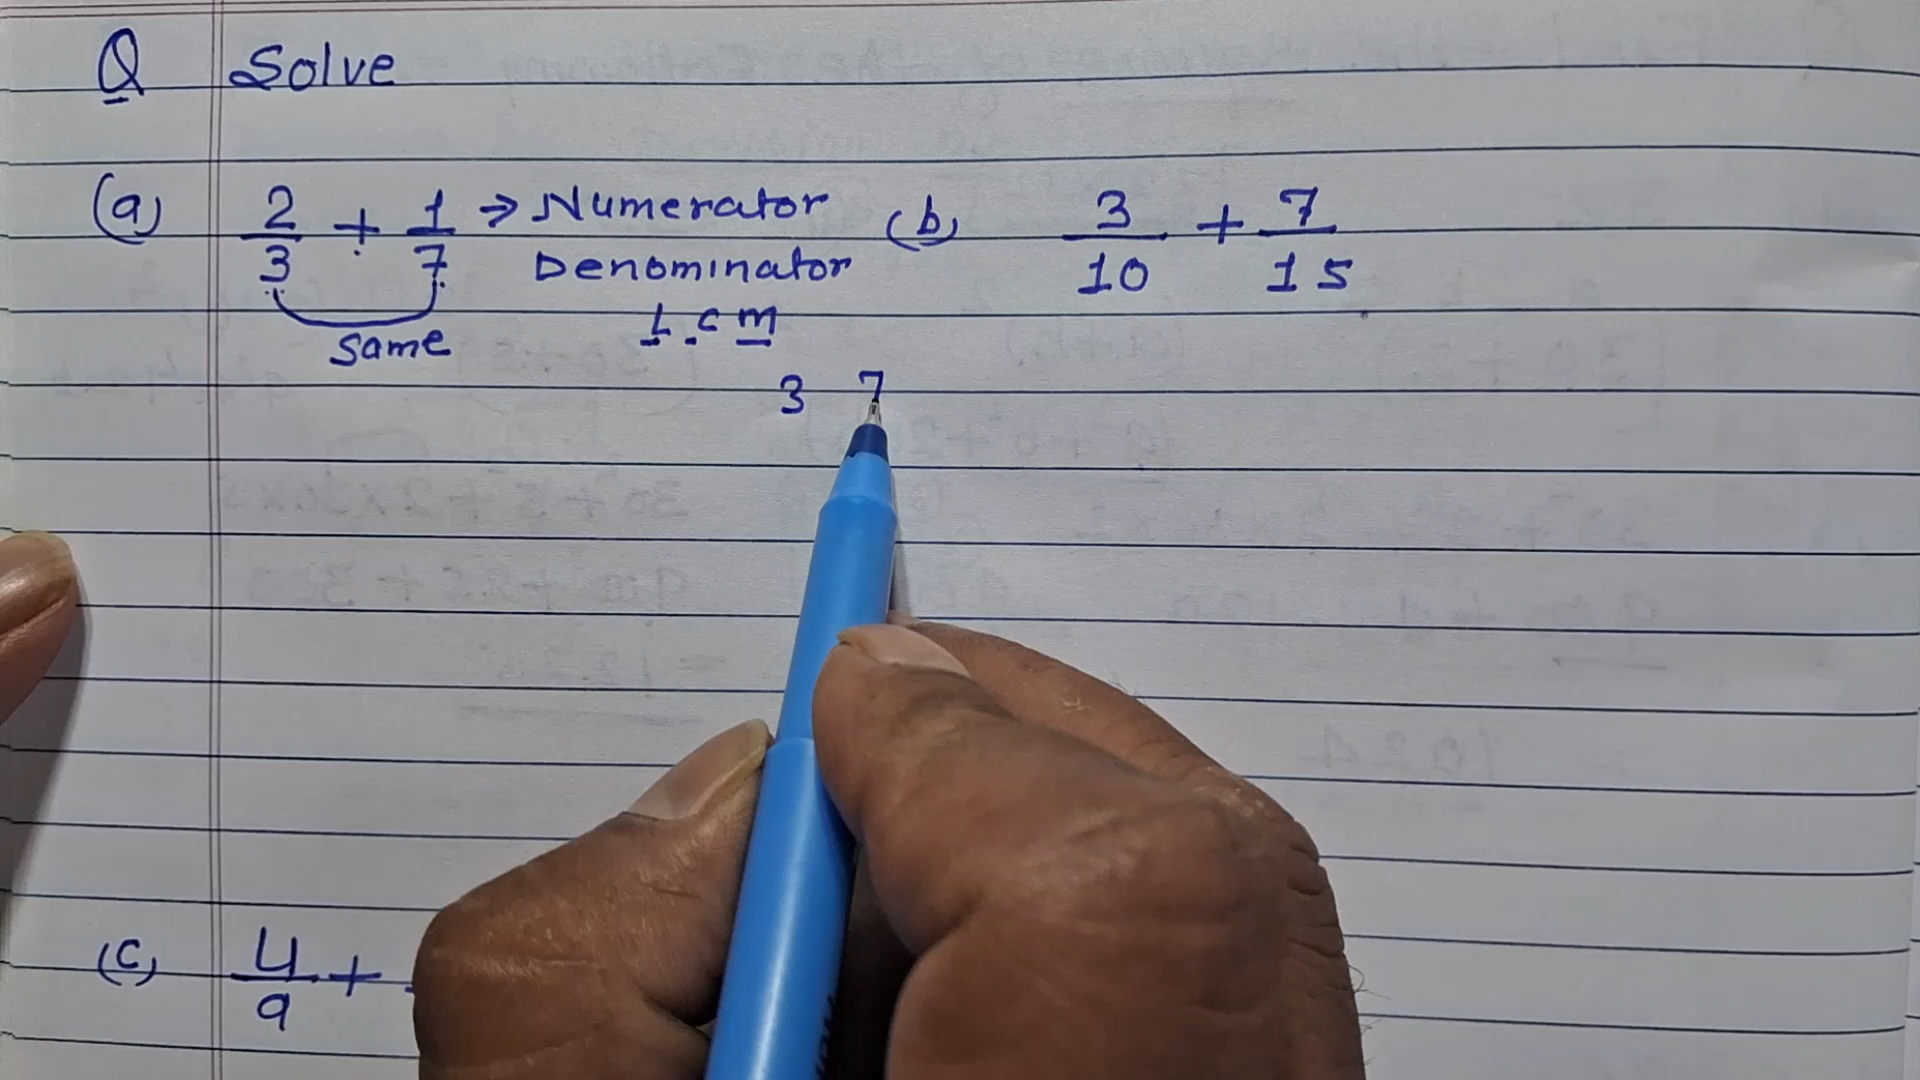 Q Solve
(a) 2/3 + 1/7 → Numerator
Denominator
same
L.c.m
3 7
(b) 3/10 + 7/15
(c) 4/9 +